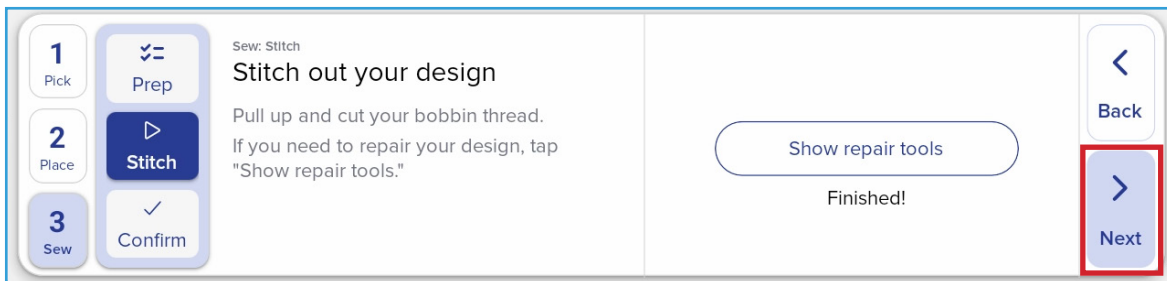 1
Pick
2
Place
3
Sew
Prep
Stitch
Confirm
Sew: Stitch
Stitch out your design
Pull up and cut your bobbin thread.
If you need to repair your design, tap
"Show repair tools."
Show repair tools
Finished!
Back
Next